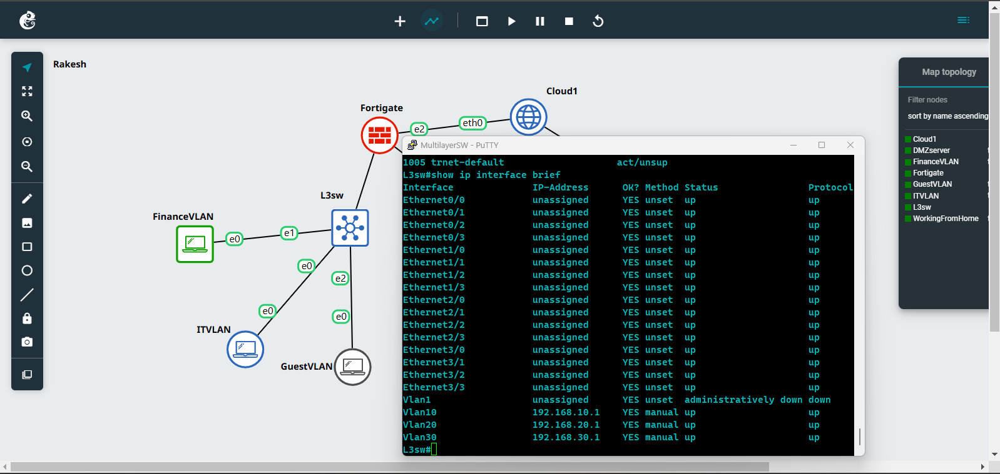 Rakesh
Cloud1
Fortigate
e2
eth0
L3sw
FinanceVLAN
e0
e1
e0
e2
e0
e0
ITVLAN
GuestVLAN
MultilayerSW - PuTTY
1005 trnet-default act/unsup
L3sw#show ip interface brief
Interface IP-Address OK? Method Status Protocol
Ethernet0/0 unassigned YES unset up up
Ethernet0/1 unassigned YES unset up up
Ethernet0/2 unassigned YES unset up up
Ethernet0/3 unassigned YES unset up up
Ethernet1/0 unassigned YES unset up up
Ethernet1/1 unassigned YES unset up up
Ethernet1/2 unassigned YES unset up up
Ethernet1/3 unassigned YES unset up up
Ethernet2/0 unassigned YES unset up up
Ethernet2/1 unassigned YES unset up up
Ethernet2/2 unassigned YES unset up up
Ethernet2/3 unassigned YES unset up up
Ethernet3/0 unassigned YES unset up up
Ethernet3/1 unassigned YES unset up up
Ethernet3/2 unassigned YES unset up up
Ethernet3/3 unassigned YES unset up up
Vlan1 unassigned YES unset administratively down down
Vlan10 192.168.10.1 YES manual up up
Vlan20 192.168.20.1 YES manual up up
Vlan30 192.168.30.1 YES manual up up
L3sw#
Map topology
Filter nodes
sort by name ascending
Cloud1
DMZserver
FinanceVLAN
Fortigate
GuestVLAN
ITVLAN
L3sw
WorkingFromHome